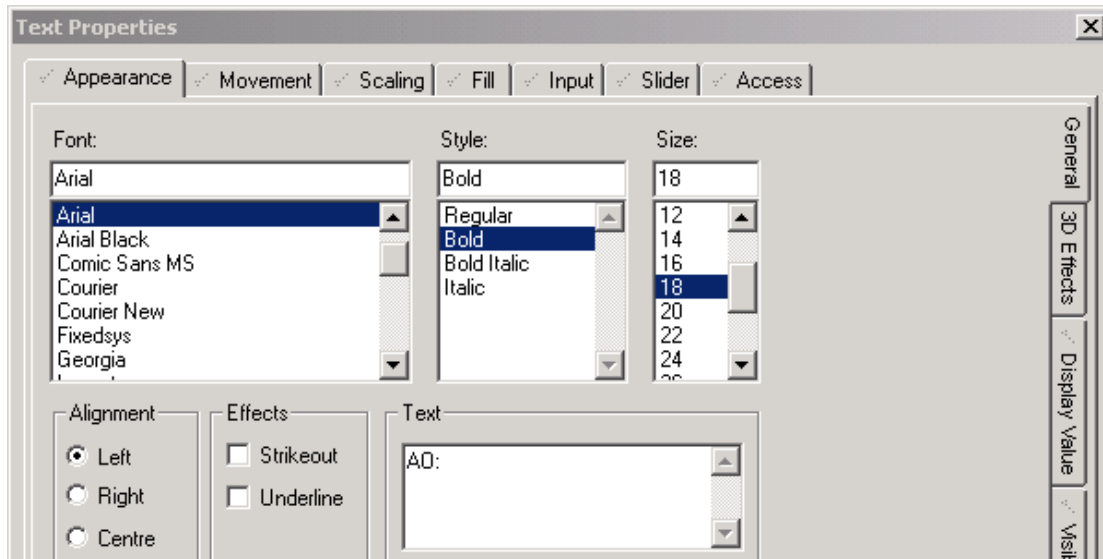 Text Properties
Appearance Movement Scaling Fill Input Slider Access
Font: Style: Size:
Arial Bold 18
Arial Regular 12
Arial Black Bold 14
Comic Sans MS Bold Italic 16
Courier Italic 18
Courier New 20
Fixedsys 22
Georgia 24
Alignment Effects Text
Left Strikeout AO:
Right Underline
Centre
General
3D Effects
Display Value